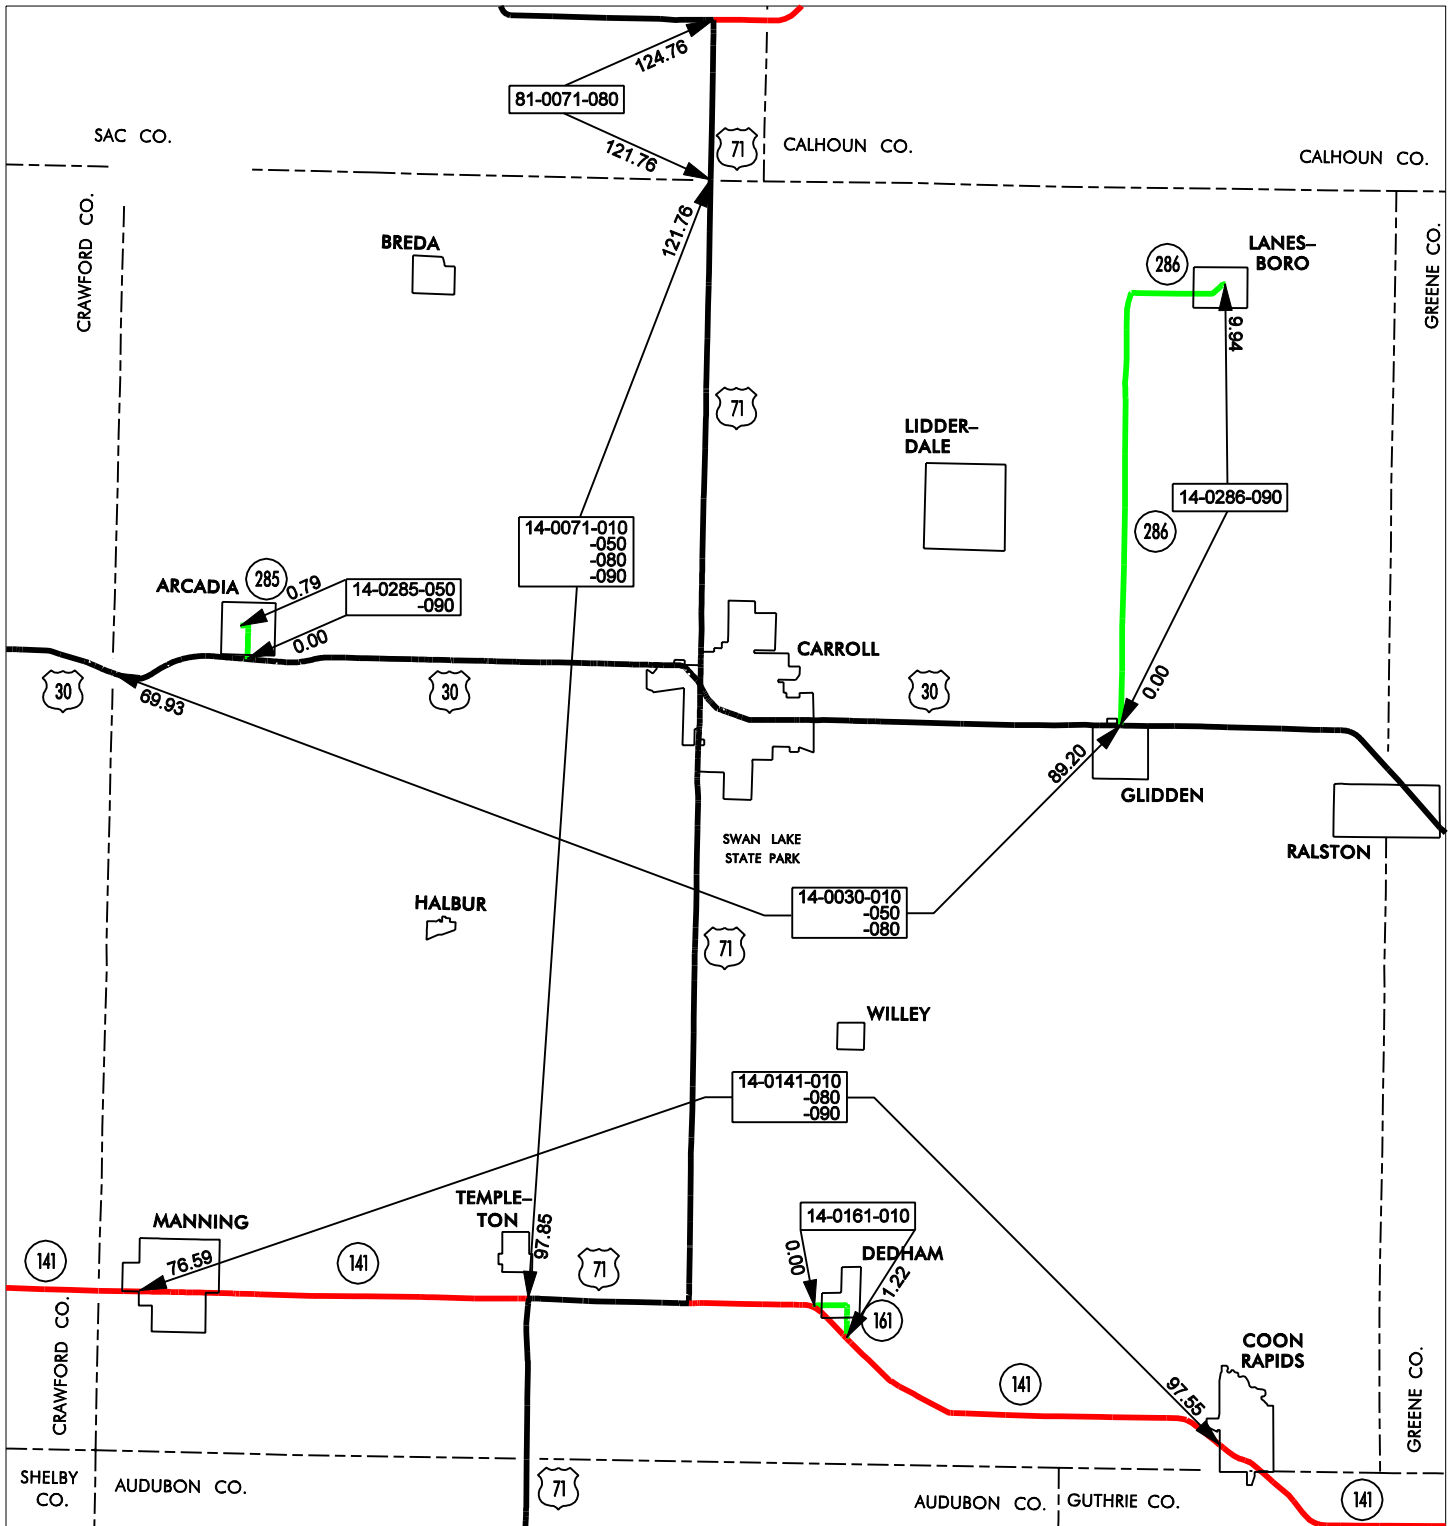 124.76
81-0071-080
121.76
71
SAC CO.
CALHOUN CO.
CALHOUN CO.
CRAWFORD CO.
121.76
GREENE CO.
BREDA
286
LANES–
BORO
9.94
71
LIDDER–
DALE
14-0286-090
286
14-0071-010
-050
-080
-090
ARCADIA
285
0.79
14-0285-050
-090
0.00
CARROLL
30
69.93
30
30
0.00
89.20
GLIDDEN
RALSTON
SWAN LAKE
STATE PARK
14-0030-010
-050
-080
HALBUR
71
WILLEY
14-0141-010
-080
-090
TEMPLE–
TON
97.85
MANNING
76.59
141
141
71
14-0161-010
0.00
DEDHAM
1.22
161
CRAWFORD CO.
COON
RAPIDS
141
97.55
GREENE CO.
SHELBY
CO.
AUDUBON CO.
71
AUDUBON CO.
GUTHRIE CO.
141